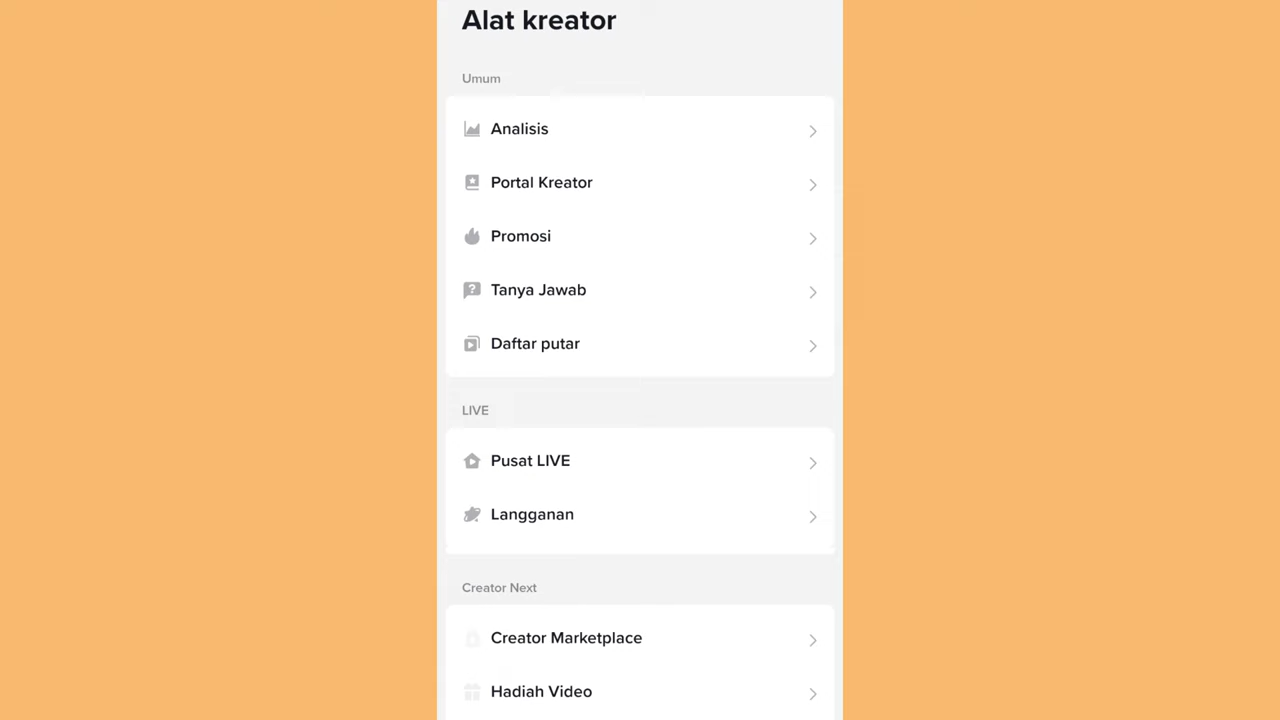 Alat kreator
Umum
Analisis
Portal Kreator
Promosi
Tanya Jawab
Daftar putar
LIVE
Pusat LIVE
Langganan
Creator Next
Creator Marketplace
Hadiah Video